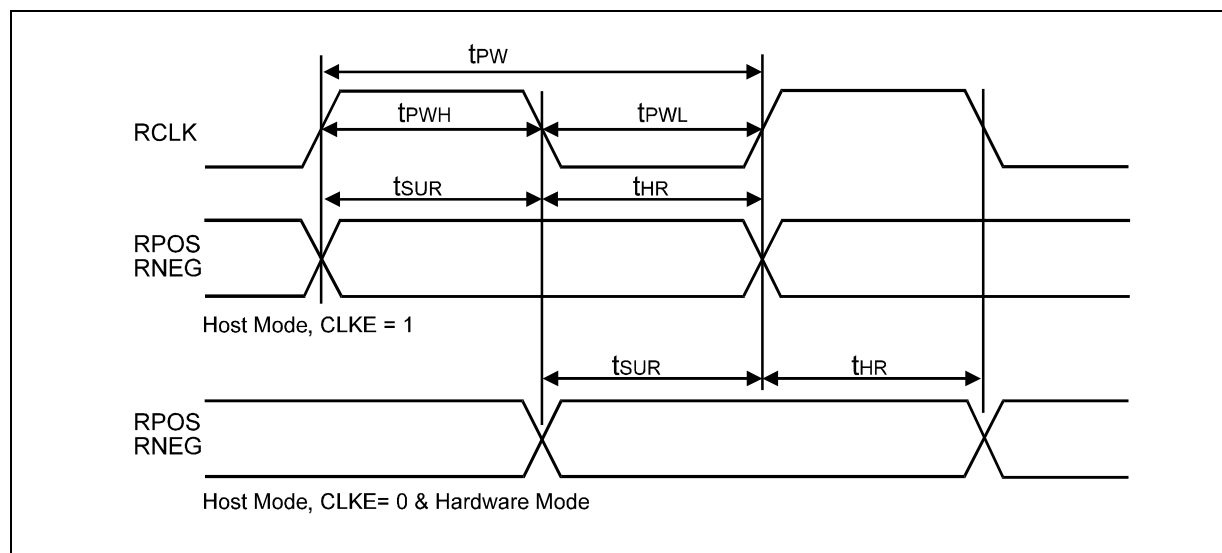 tPW
tPWH
tPWL
RCLK
tSUR
tHR
RPOS
RNEG
Host Mode, CLKE = 1
tSUR
tHR
RPOS
RNEG
Host Mode, CLKE= 0 & Hardware Mode